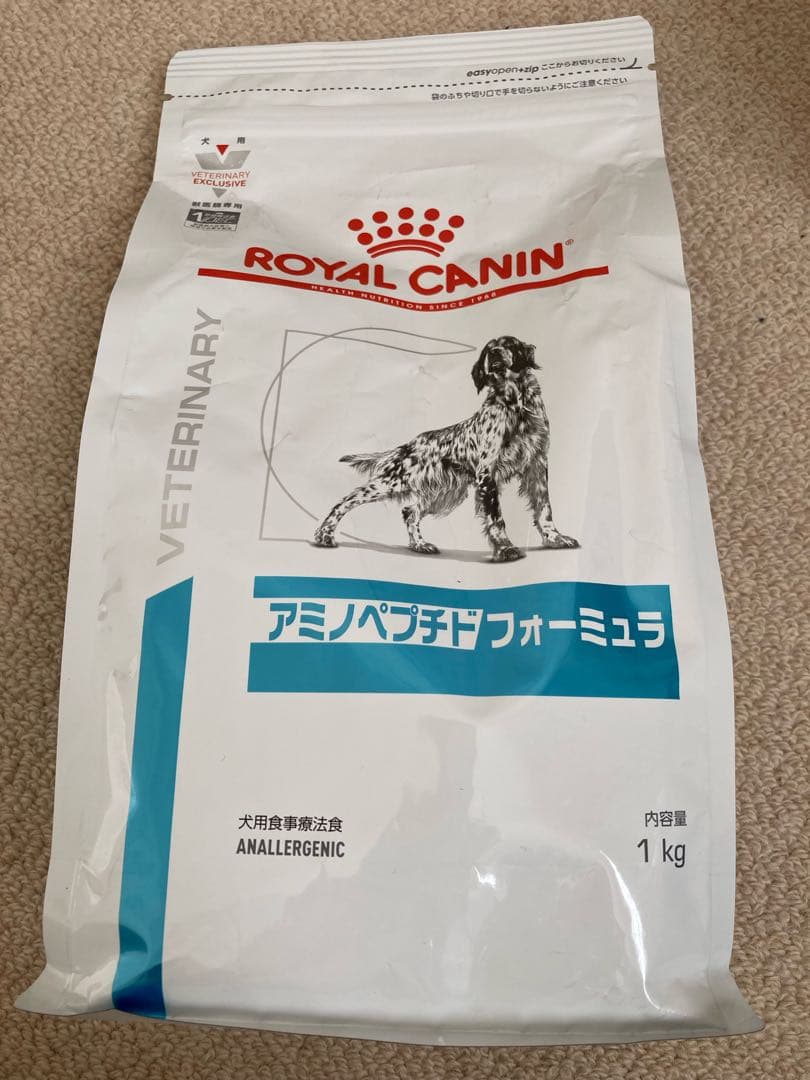 easyopen+zip ここからお切りください
袋のふちや切り口で手を切らないようにご注意ください
犬 用
VETERINARY
EXCLUSIVE
獣医師専用
ROYAL CANIN®
HEALTH NUTRITION SINCE 1968
VETERINARY
アミノペプチド フォーミュラ
犬用食事療法食
ANALLERGENIC
内容量
1 kg